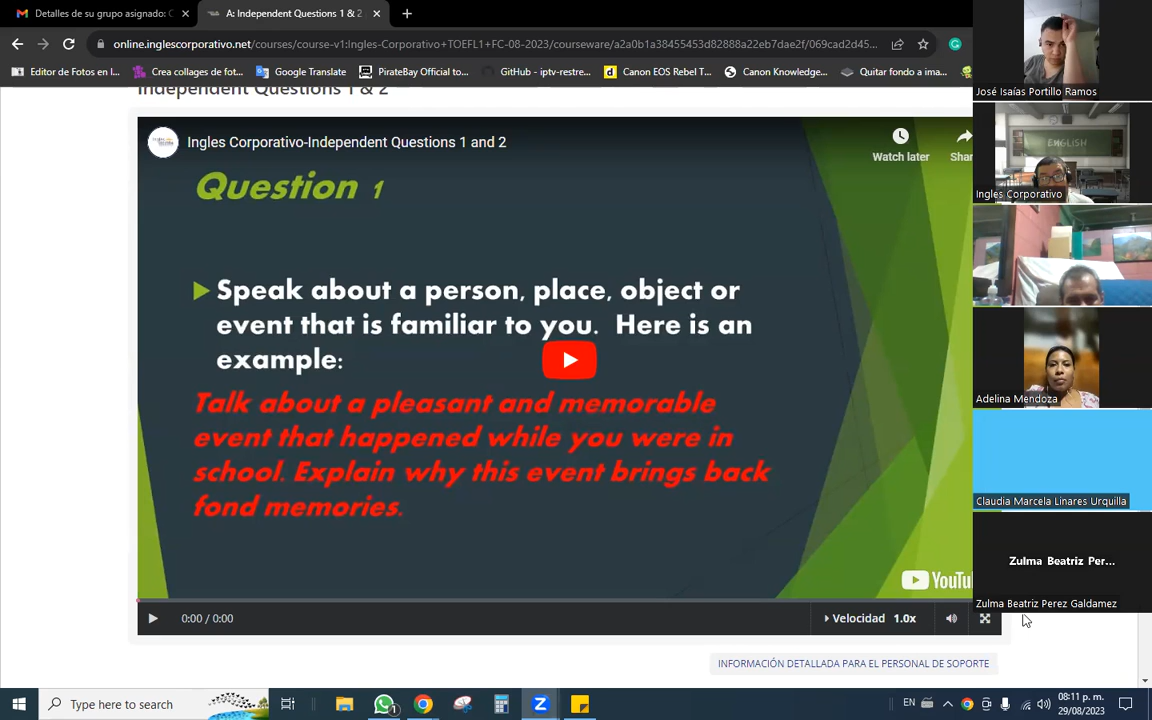 Detalles de su grupo asignado: C
A: Independent Questions 1 & 2
online.inglescorporativo.net/courses/course-v1:Ingles-Corporativo+TOEFL1+FC-08-2023/courseware/a2a0b1a38455453d82888a22eb7dae2f/069cad2d45...
Editor de Fotos en l...
Crea collages de fot...
Google Translate
PirateBay Official to...
GitHub - iptv-restre...
Canon EOS Rebel T...
Canon Knowledge...
Quitar fondo a ima...
Independent Questions 1 & 2
Ingles Corporativo-Independent Questions 1 and 2
Watch later
Shar
Question 1
Speak about a person, place, object or
event that is familiar to you. Here is an
example:
Talk about a pleasant and memorable
event that happened while you were in
school. Explain why this event brings back
fond memories.
YouTu
0:00 / 0:00
Velocidad 1.0x
INFORMACIÓN DETALLADA PARA EL PERSONAL DE SOPORTE
José Isaías Portillo Ramos
ENGLISH
Ingles Corporativo
Adelina Mendoza
Claudia Marcela Linares Urquilla
Zulma Beatriz Per...
Zulma Beatriz Perez Galdamez
Type here to search
1
EN
08:11 p. m.
29/08/2023